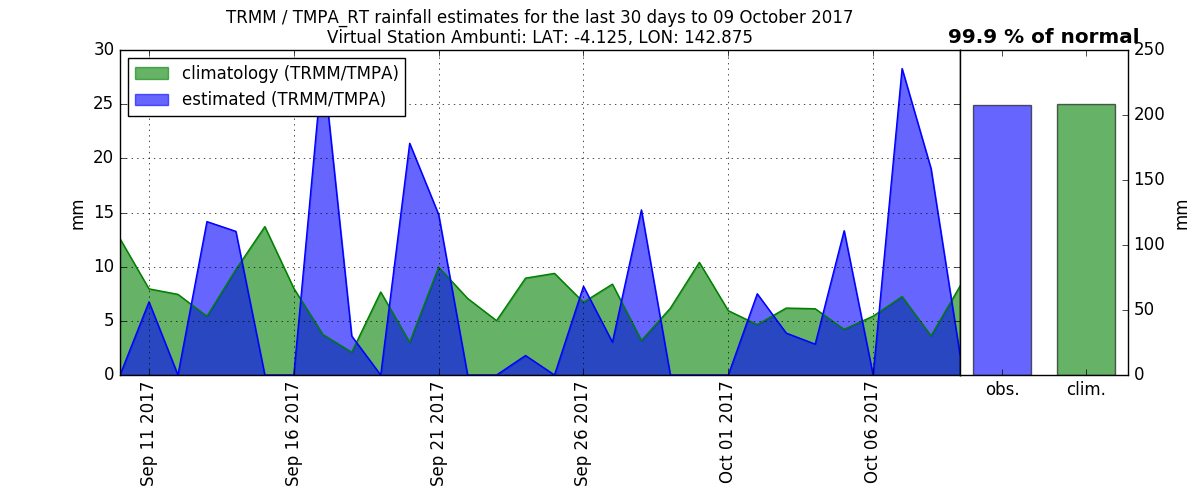 TRMM / TMPA_RT rainfall estimates for the last 30 days to 09 October 2017
Virtual Station Ambunti: LAT: -4.125, LON: 142.875
99.9 % of normal
climatology (TRMM/TMPA)
estimated (TRMM/TMPA)
30
25
20
15
10
5
0
mm
Sep 11 2017
Sep 16 2017
Sep 21 2017
Sep 26 2017
Oct 01 2017
Oct 06 2017
obs.
clim.
250
200
150
100
50
0
mm